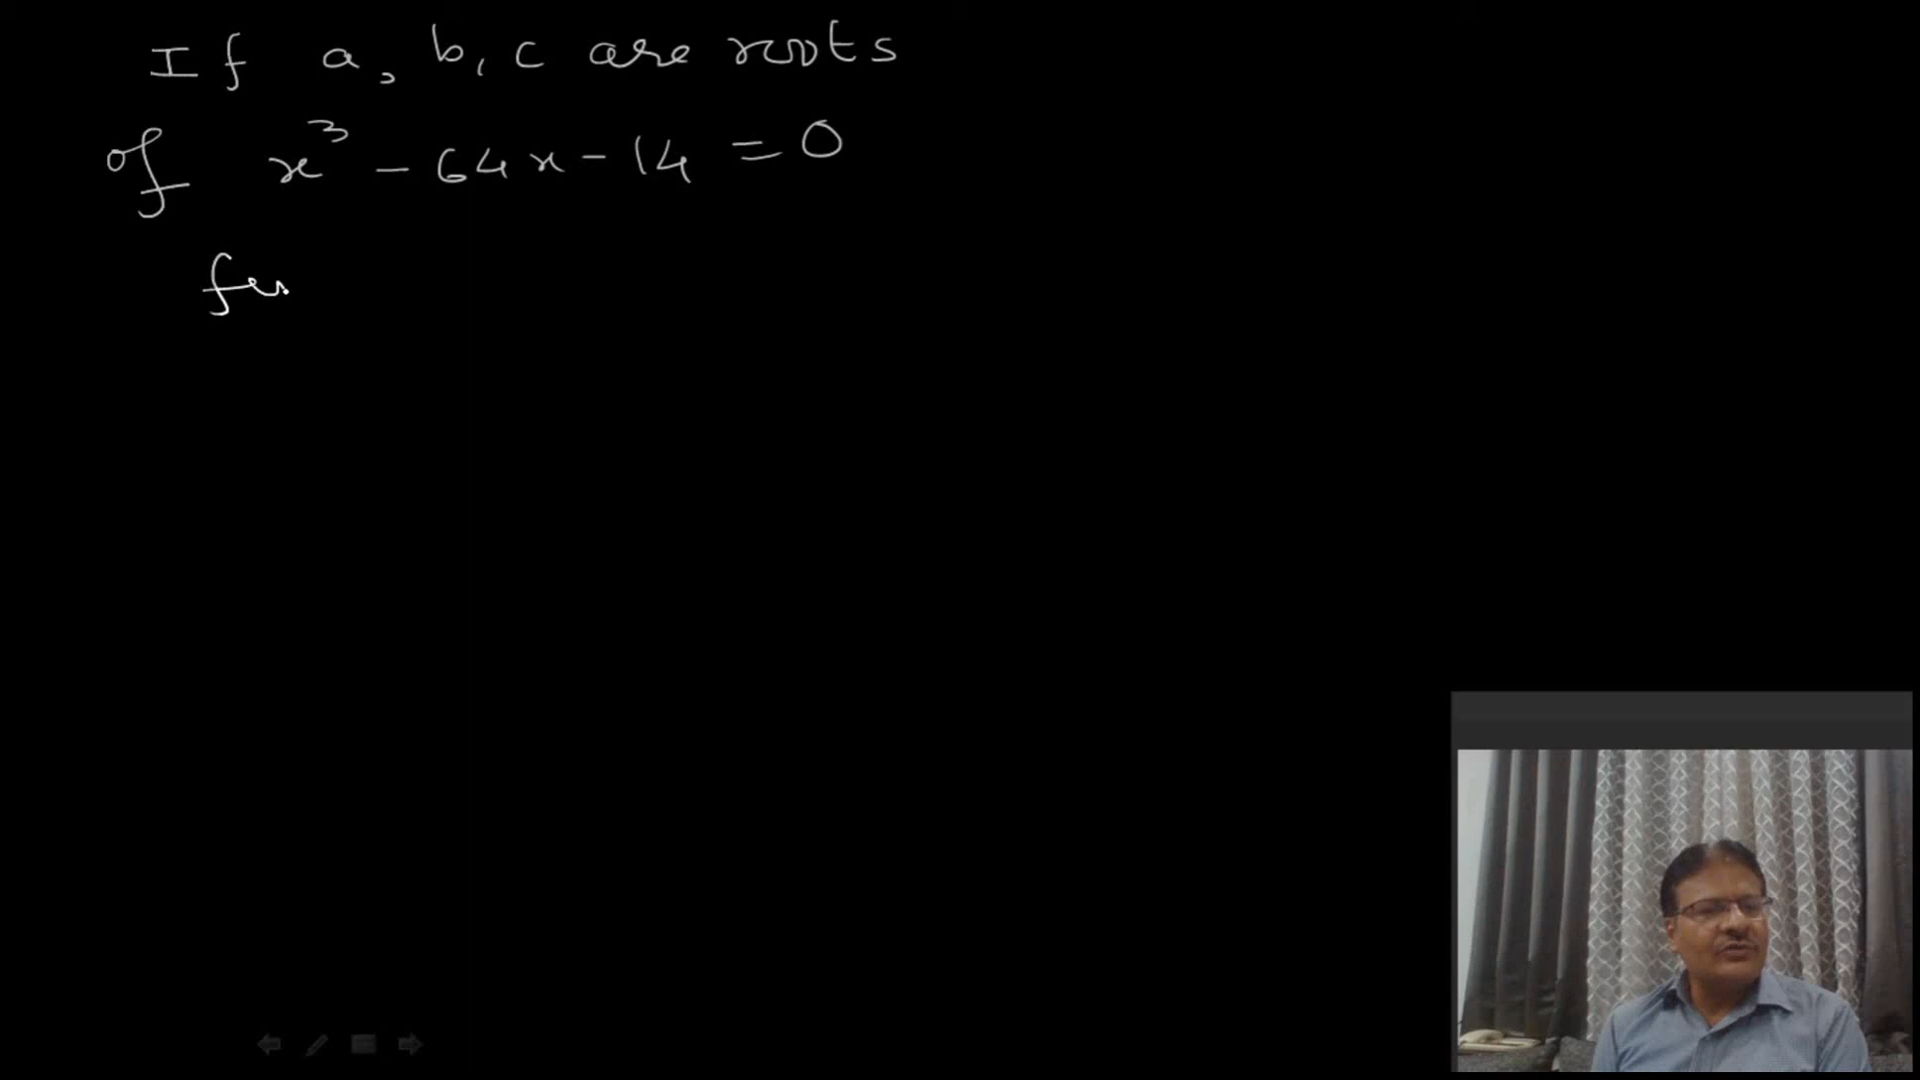 If a, b, c are roots
of x³ - 64x - 14 = 0